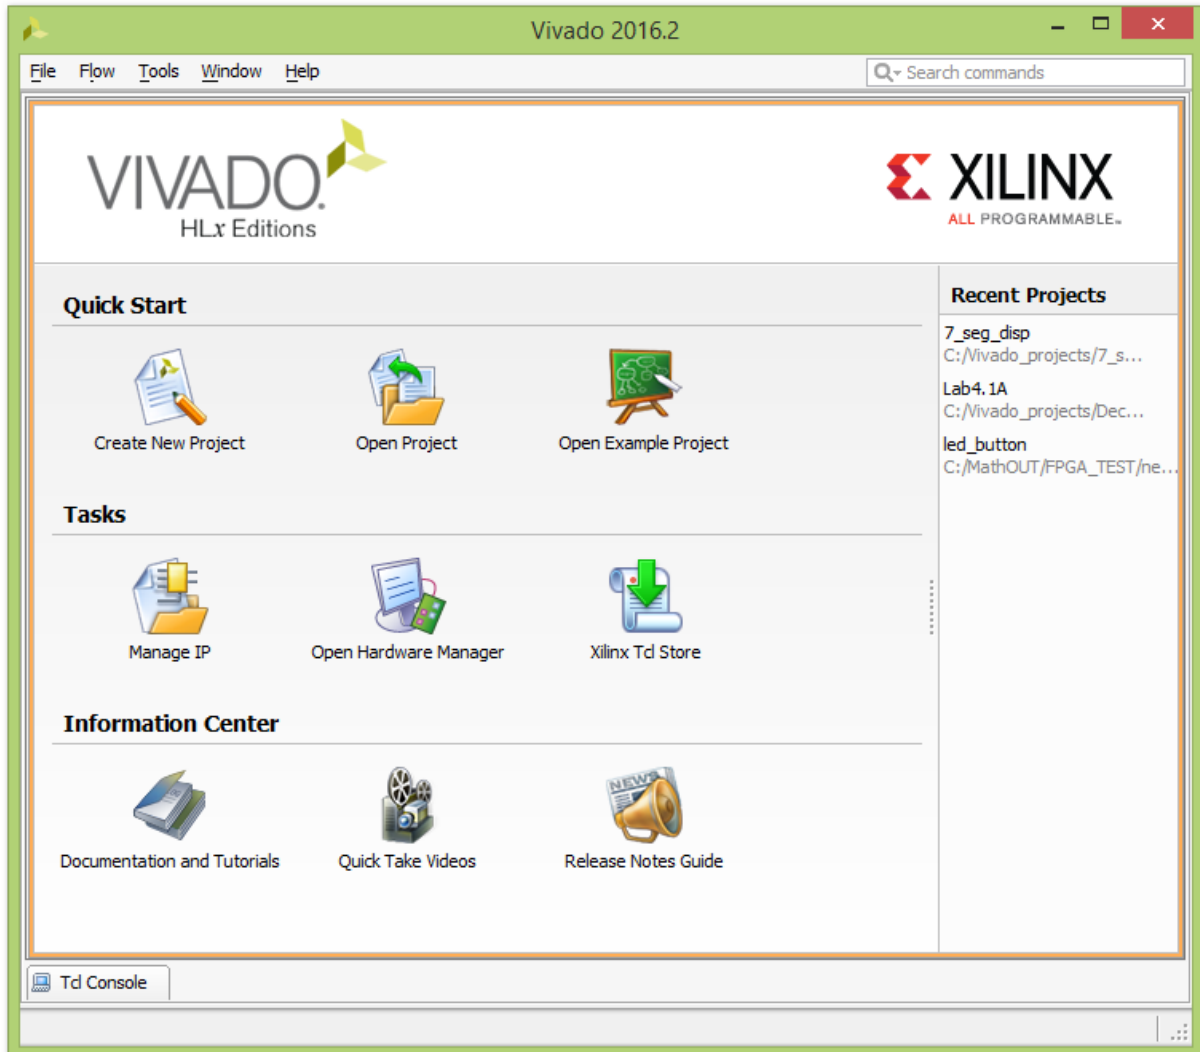 Vivado 2016.2
File Flow Tools Window Help
Search commands
VIVADO.
HLx Editions
XILINX
ALL PROGRAMMABLE™
Quick Start
Create New Project
Open Project
Open Example Project
Tasks
Manage IP
Open Hardware Manager
Xilinx Tcl Store
Information Center
Documentation and Tutorials
Quick Take Videos
NEWS
Release Notes Guide
Recent Projects
7_seg_disp
C:/Vivado_projects/7_s...
Lab4.1A
C:/Vivado_projects/Dec...
led_button
C:/MathOUT/FPGA_TEST/ne...
Tcl Console